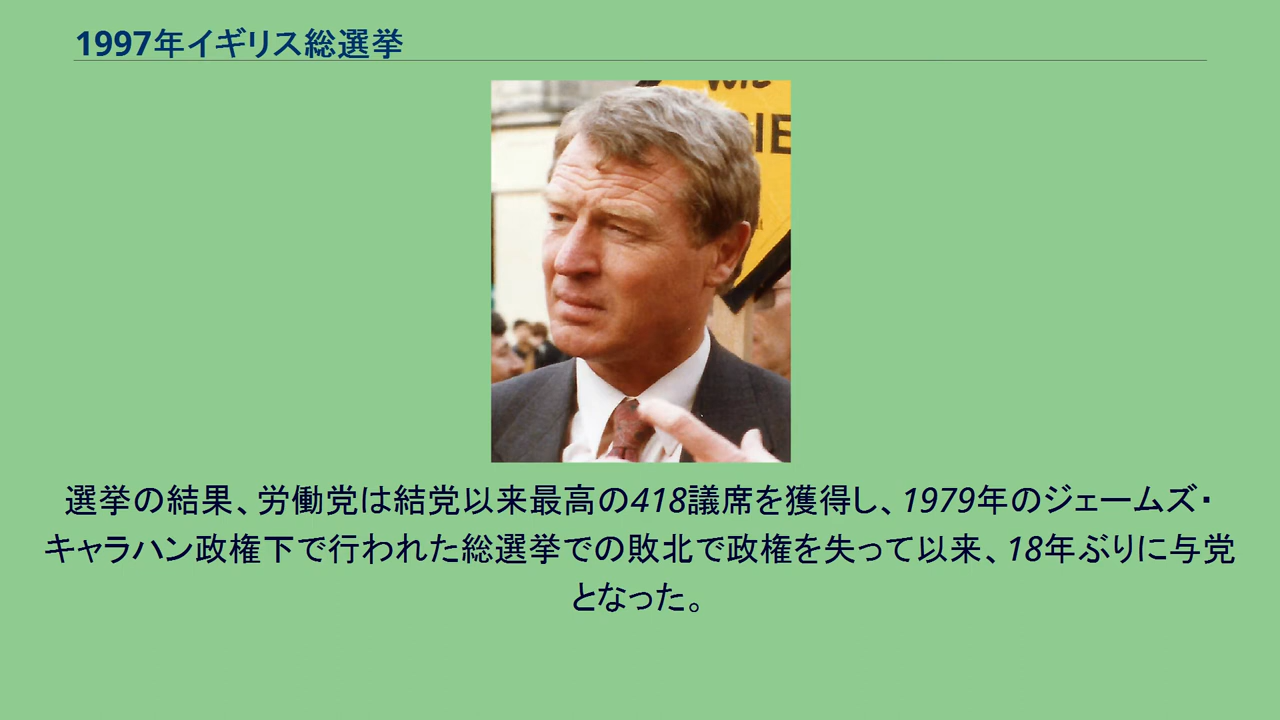 1997年イギリス総選挙
IE
選挙の結果、労働党は結党以来最高の418議席を獲得し、1979年のジェームズ・
キャラハン政権下で行われた総選挙での敗北で政権を失って以来、18年ぶりに与党
となった。